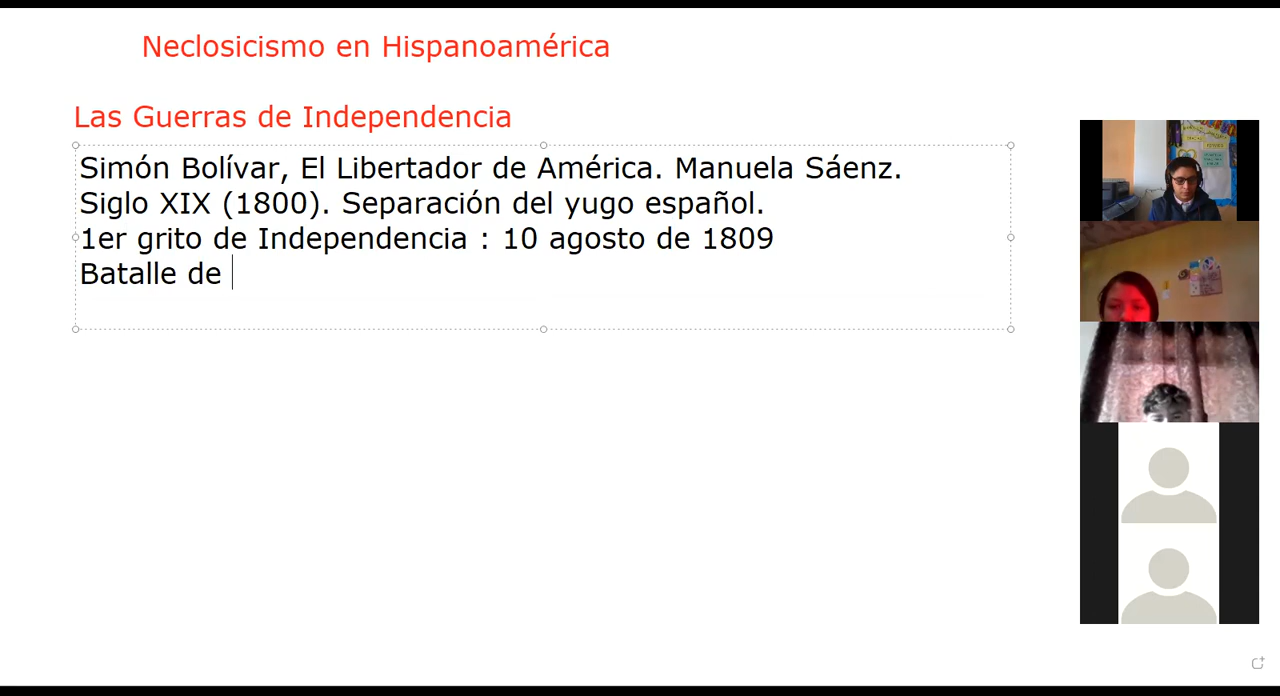 Neclosicismo en Hispanoamérica
Las Guerras de Independencia
Simón Bolívar, El Libertador de América. Manuela Sáenz.
Siglo XIX (1800). Separación del yugo español.
1er grito de Independencia : 10 agosto de 1809
Batalle de